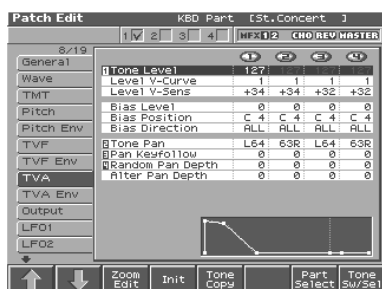 Patch Edit KBD Part [St.Concert ]
1 2 3 4 MFX 1 2 CHO REV MASTER
8/19
General
Wave
TMT
Pitch
Pitch Env
TVF
TVF Env
TVA
TVA Env
Output
LFO1
LFO2
1 2 3 4
1 Tone Level 127
Level V-Curve 1 1 1 1
Level V-Sens +34 +34 +32 +32
Bias Level 0 0 0 0
Bias Position C 4 C 4 C 4 C 4
Bias Direction ALL ALL ALL ALL
2 Tone Pan L64 63R L64 63R
3 Pan Keyfollow 0 0 0 0
4 Random Pan Depth 0 0 0 0
Alter Pan Depth 0 0 0 0
Zoom Edit
Init
Tone Copy
Part Select
Tone Sw/Sel